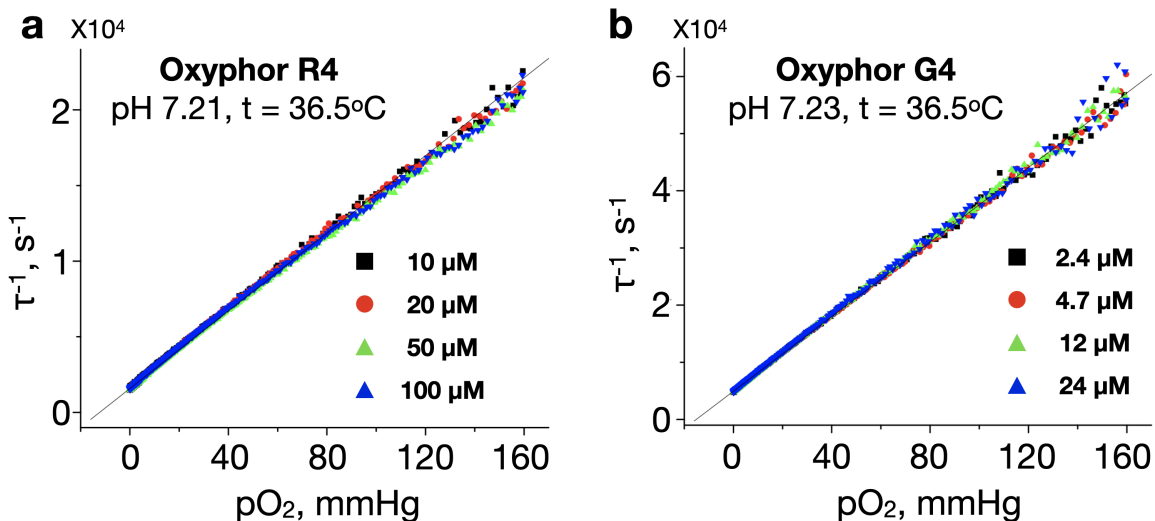 a
X10⁴
Oxyphor R4
pH 7.21, t = 36.5ºC
2
1
0
τ⁻¹, s⁻¹
10 µM
20 µM
50 µM
100 µM
0 40 80 120 160
pO₂, mmHg
b
X10⁴
Oxyphor G4
pH 7.23, t = 36.5ºC
6
4
2
0
τ⁻¹, s⁻¹
2.4 µM
4.7 µM
12 µM
24 µM
0 40 80 120 160
pO₂, mmHg